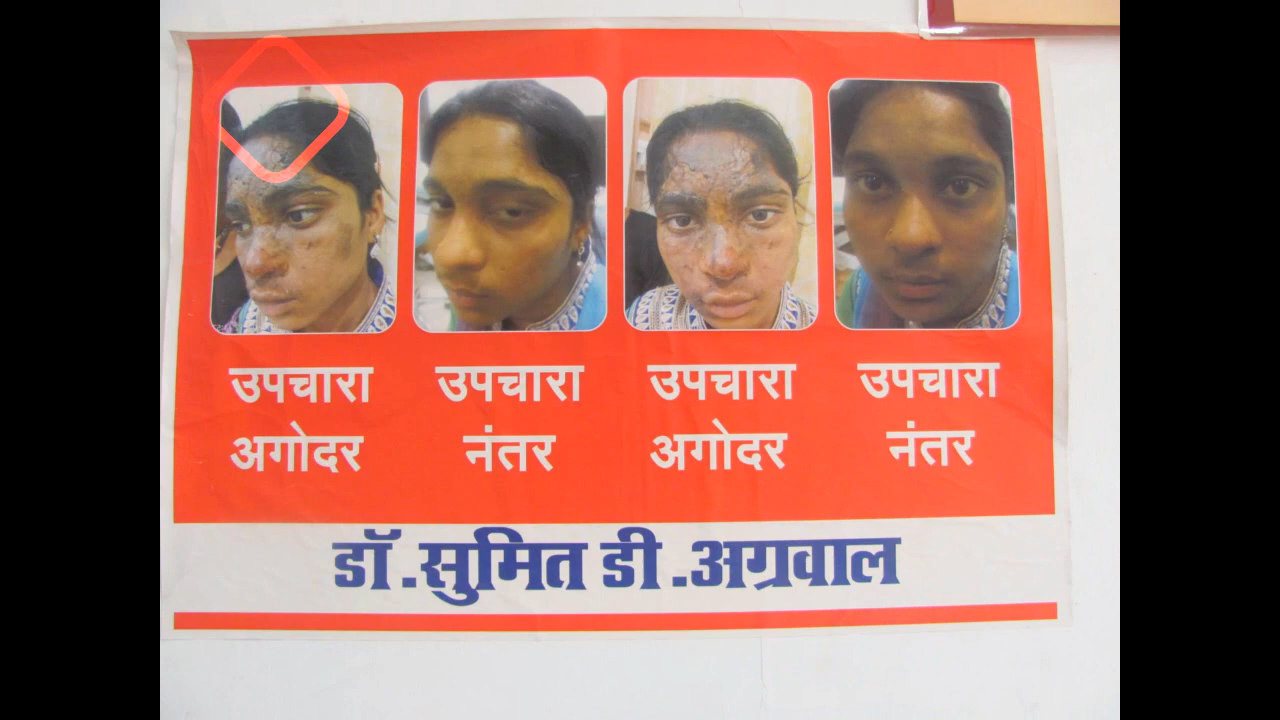 उपचारा उपचारा उपचारा उपचारा
अगोदर नंतर अगोदर नंतर
डॉ.सुमित डी.अग्रवाल